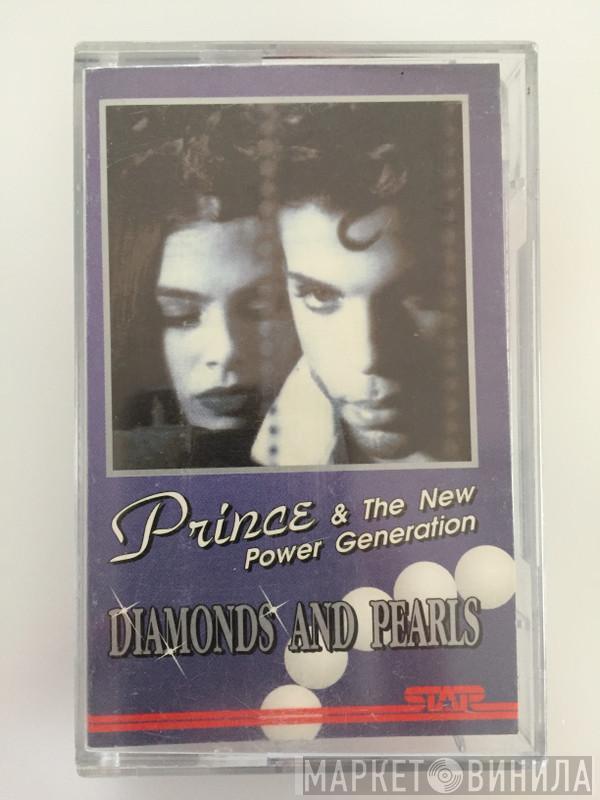 Prince & The New
Power Generation
DIAMONDS AND PEARLS
STAR
МАРКЕТ ВИНИЛА